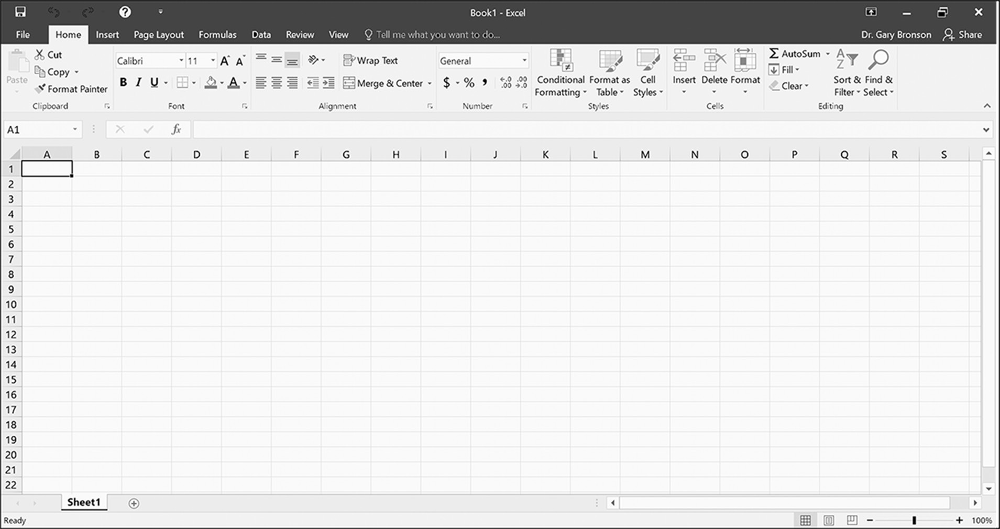 Book1 - Excel
File Home Insert Page Layout Formulas Data Review View Tell me what you want to do... Dr. Gary Bronson Share
Paste
Cut
Copy
Format Painter
Clipboard
Calibri 11
B I U A
Font
Wrap Text
Merge & Center
Alignment
General
$ % , .00 .0
Number
Conditional Formatting
Format as Table
Cell Styles
Styles
Insert Delete Format
Cells
AutoSum
Fill
Clear
Sort & Filter
Find & Select
Editing
A1 fx
A B C D E F G H I J K L M N O P Q R S
1
2
3
4
5
6
7
8
9
10
11
12
13
14
15
16
17
18
19
20
21
22
Sheet1
Ready 100%